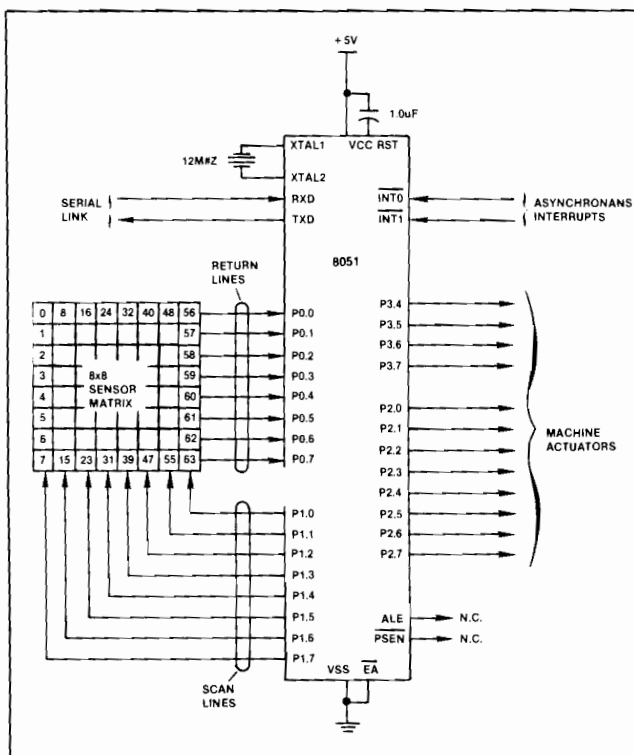 +5V
1.0uF
XTAL1
VCC RST
12M#Z
XTAL2
SERIAL
LINK
RXD
TXD
INT0
INT1
ASYNCHRONANS
INTERRUPTS
8051
RETURN
LINES
0 8 16 24 32 40 48 56
1 57
2 58
3 59
4 60
5 61
6 62
7 15 23 31 39 47 55 63
8x8
SENSOR
MATRIX
P0.0
P0.1
P0.2
P0.3
P0.4
P0.5
P0.6
P0.7
P3.4
P3.5
P3.6
P3.7
P2.0
P2.1
P2.2
P2.3
P2.4
P2.5
P2.6
P2.7
MACHINE
ACTUATORS
P1.0
P1.1
P1.2
P1.3
P1.4
P1.5
P1.6
P1.7
SCAN
LINES
ALE
N.C.
PSEN
N.C.
VSS
EA